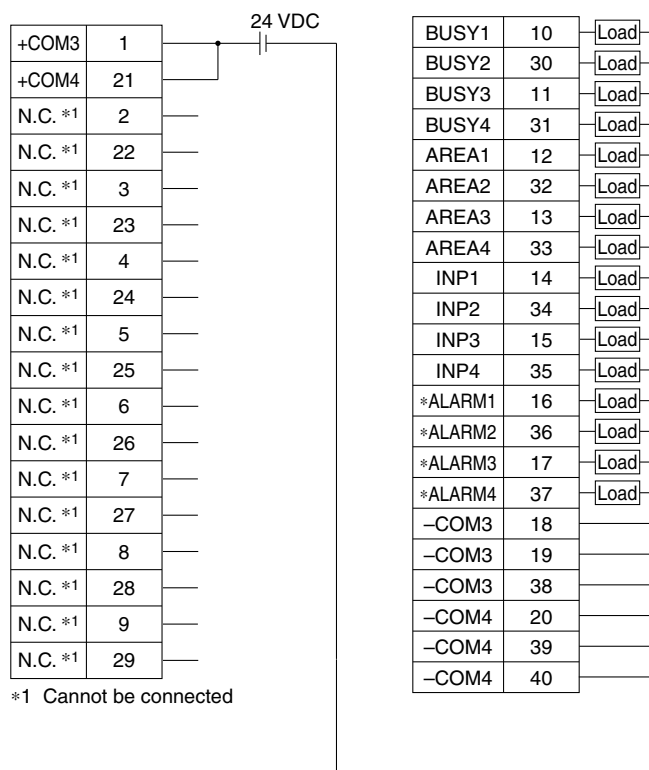 24 VDC
+COM3 1
+COM4 21
N.C. *1 2
N.C. *1 22
N.C. *1 3
N.C. *1 23
N.C. *1 4
N.C. *1 24
N.C. *1 5
N.C. *1 25
N.C. *1 6
N.C. *1 26
N.C. *1 7
N.C. *1 27
N.C. *1 8
N.C. *1 28
N.C. *1 9
N.C. *1 29
*1 Cannot be connected
BUSY1 10 Load
BUSY2 30 Load
BUSY3 11 Load
BUSY4 31 Load
AREA1 12 Load
AREA2 32 Load
AREA3 13 Load
AREA4 33 Load
INP1 14 Load
INP2 34 Load
INP3 15 Load
INP4 35 Load
*ALARM1 16 Load
*ALARM2 36 Load
*ALARM3 17 Load
*ALARM4 37 Load
–COM3 18
–COM3 19
–COM3 38
–COM4 20
–COM4 39
–COM4 40